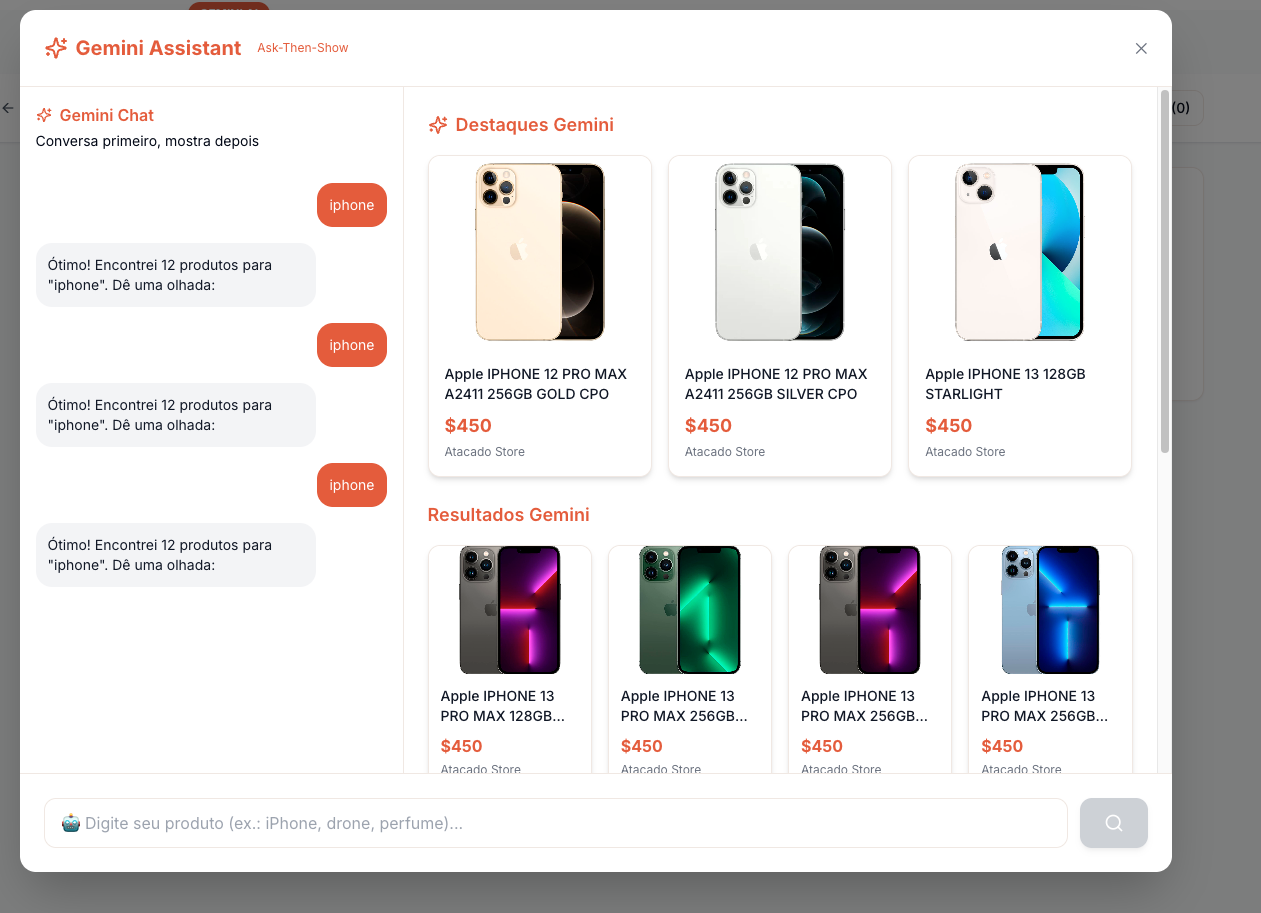 Gemini Assistant
Ask-Then-Show
(0)
Gemini Chat
Conversa primeiro, mostra depois
iphone
Ótimo! Encontrei 12 produtos para
"iphone". Dê uma olhada:
iphone
Ótimo! Encontrei 12 produtos para
"iphone". Dê uma olhada:
iphone
Ótimo! Encontrei 12 produtos para
"iphone". Dê uma olhada:
Destaques Gemini
Apple IPHONE 12 PRO MAX
A2411 256GB GOLD CPO
$450
Atacado Store
Apple IPHONE 12 PRO MAX
A2411 256GB SILVER CPO
$450
Atacado Store
Apple IPHONE 13 128GB
STARLIGHT
$450
Atacado Store
Resultados Gemini
Apple IPHONE 13
PRO MAX 128GB...
$450
Atacado Store
Apple IPHONE 13
PRO MAX 256GB...
$450
Atacado Store
Apple IPHONE 13
PRO MAX 256GB...
$450
Atacado Store
Apple IPHONE 13
PRO MAX 256GB...
$450
Atacado Store
Digite seu produto (ex.: iPhone, drone, perfume)...